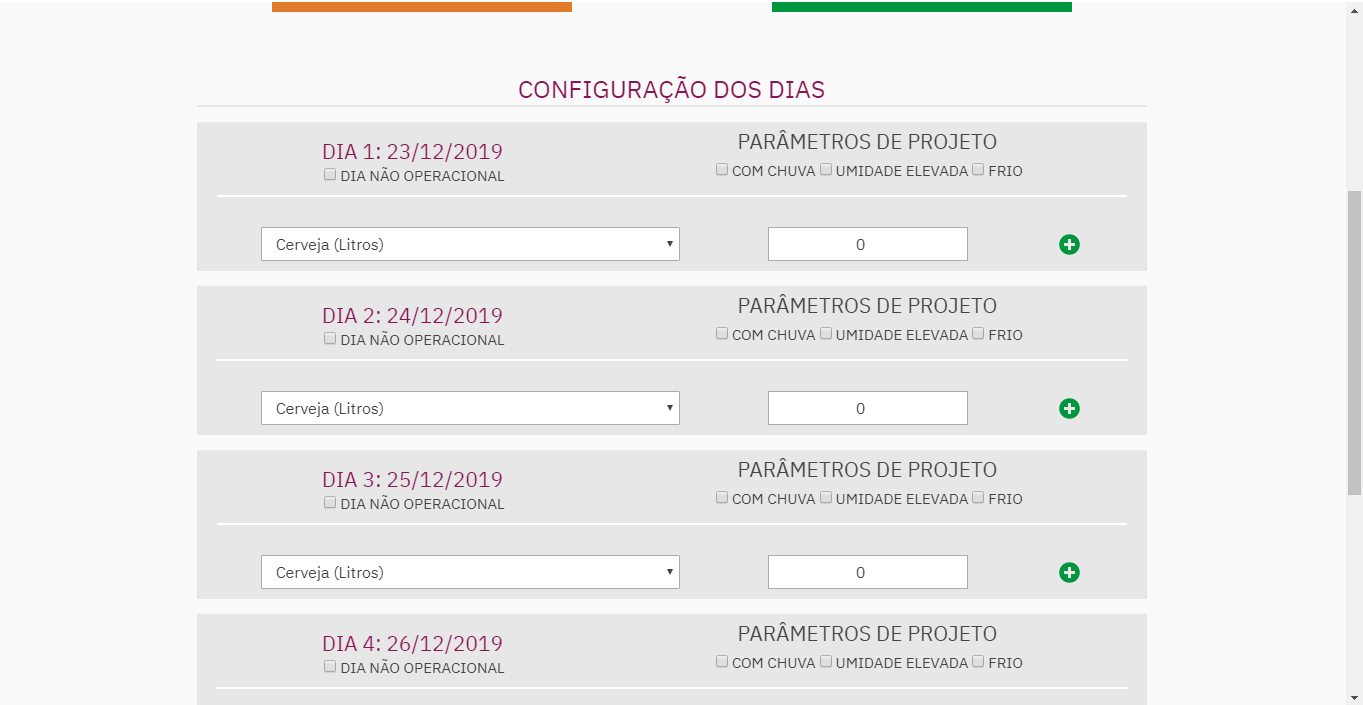 CONFIGURAÇÃO DOS DIAS
DIA 1: 23/12/2019
DIA NÃO OPERACIONAL
PARÂMETROS DE PROJETO
COM CHUVA UMIDADE ELEVADA FRIO
Cerveja (Litros)
0
DIA 2: 24/12/2019
DIA NÃO OPERACIONAL
PARÂMETROS DE PROJETO
COM CHUVA UMIDADE ELEVADA FRIO
Cerveja (Litros)
0
DIA 3: 25/12/2019
DIA NÃO OPERACIONAL
PARÂMETROS DE PROJETO
COM CHUVA UMIDADE ELEVADA FRIO
Cerveja (Litros)
0
DIA 4: 26/12/2019
DIA NÃO OPERACIONAL
PARÂMETROS DE PROJETO
COM CHUVA UMIDADE ELEVADA FRIO